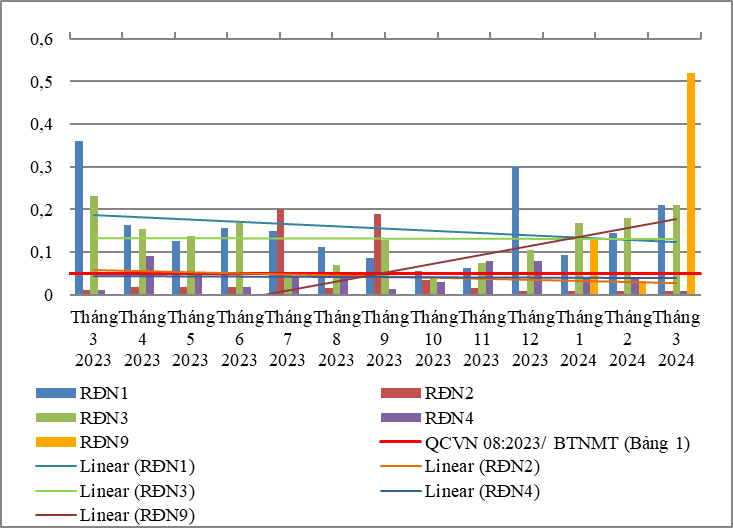 0,6
0,5
0,4
0,3
0,2
0,1
0
Tháng Tháng Tháng Tháng Tháng Tháng Tháng Tháng Tháng Tháng Tháng Tháng Tháng
3 4 5 6 7 8 9 10 11 12 1 2 3
2023 2023 2023 2023 2023 2023 2023 2023 2023 2023 2024 2024 2024
RĐN1 RĐN2
RĐN3 RĐN4
RĐN9 QCVN 08:2023/ BTNMT (Bảng 1)
Linear (RĐN1) Linear (RĐN2)
Linear (RĐN3) Linear (RĐN4)
Linear (RĐN9)